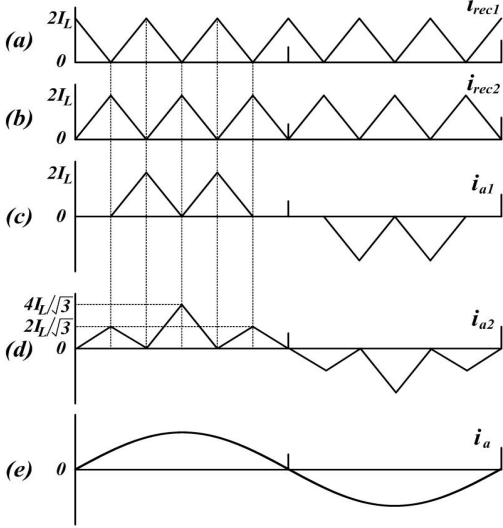 2I_L i_rec1
(a) 0
2I_L i_rec2
(b) 0
2I_L i_a1
(c) 0
4I_L/√3
2I_L/√3 i_a2
(d) 0
i_a
(e) 0